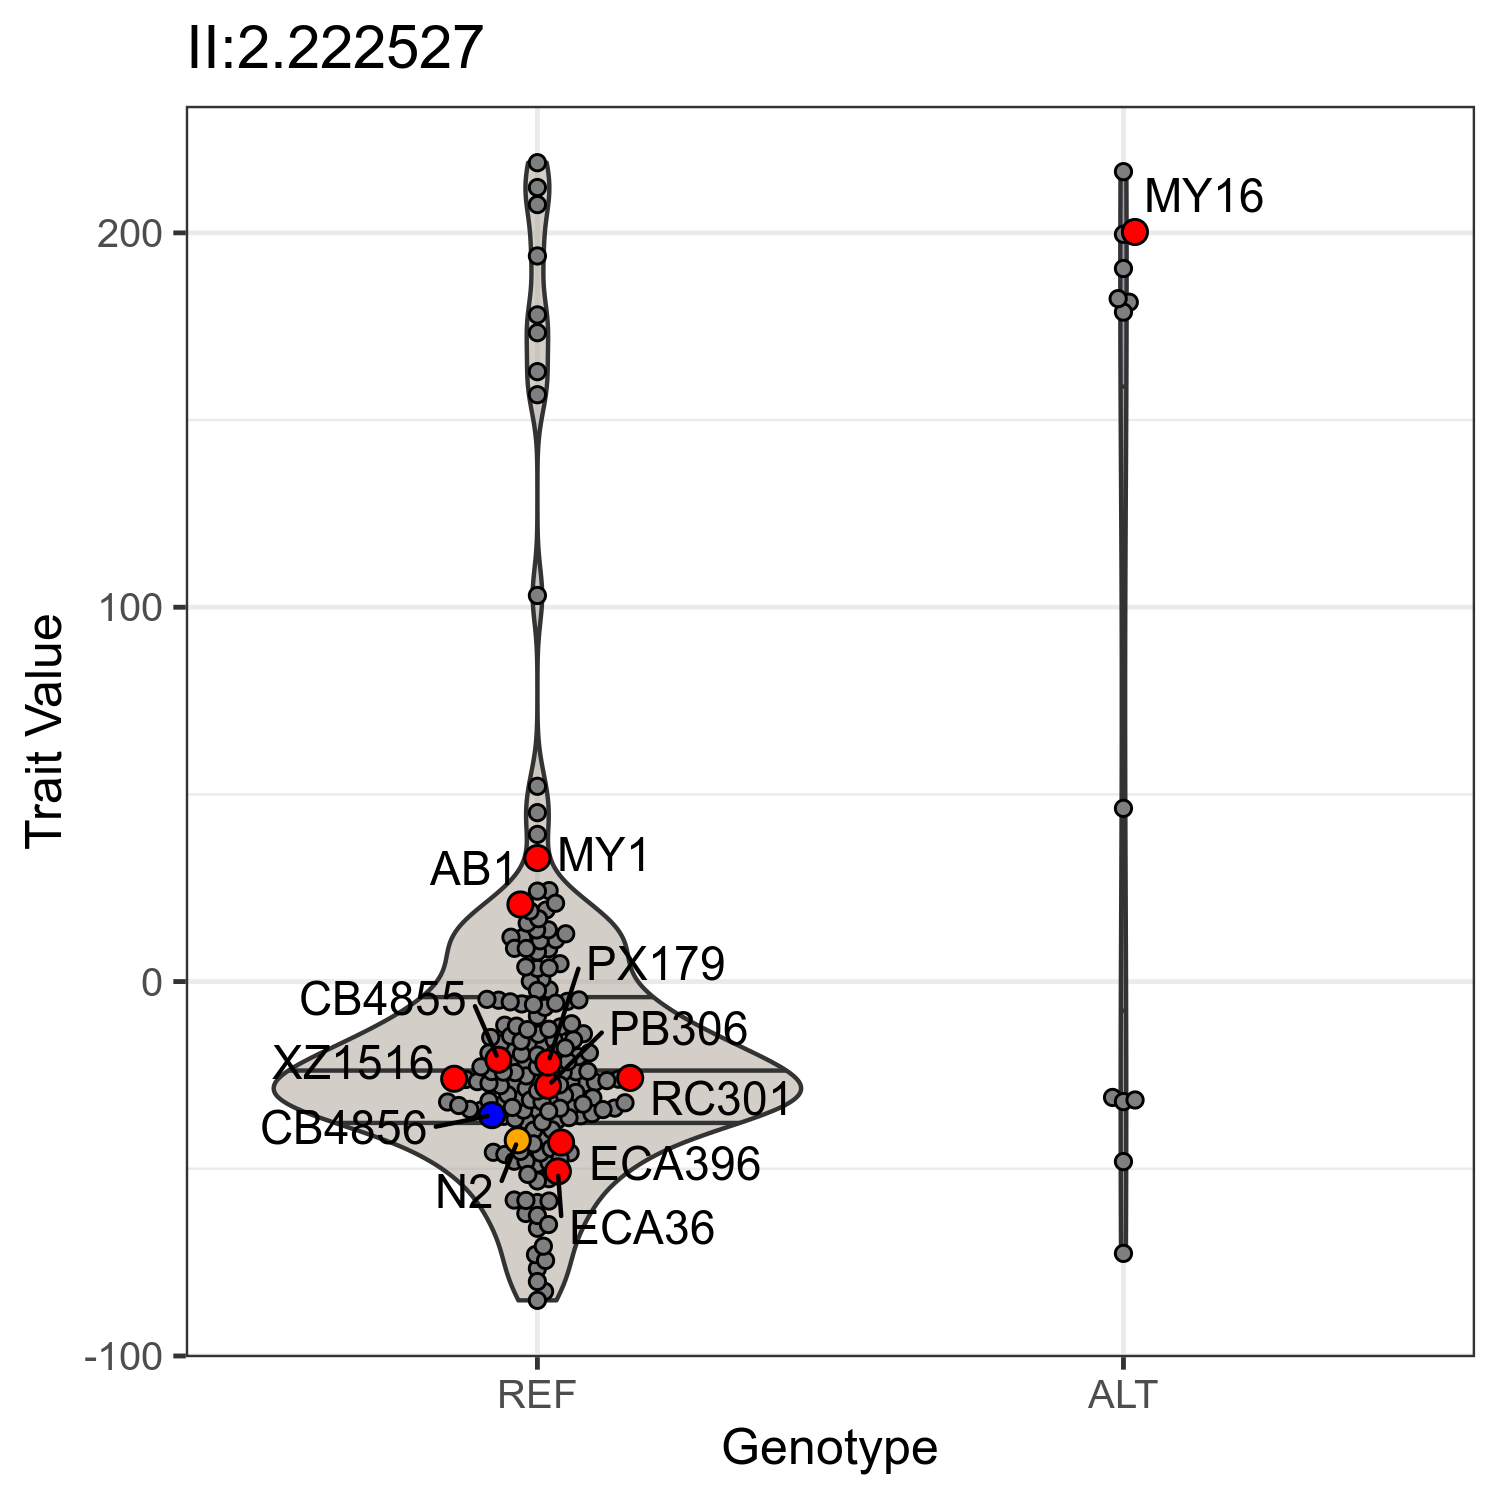 II:2.222527
Trait Value
200
100
0
-100
MY16
AB1
MY1
PX179
CB4855
PB306
XZ1516
RC301
CB4856
ECA396
N2
ECA36
REF
ALT
Genotype